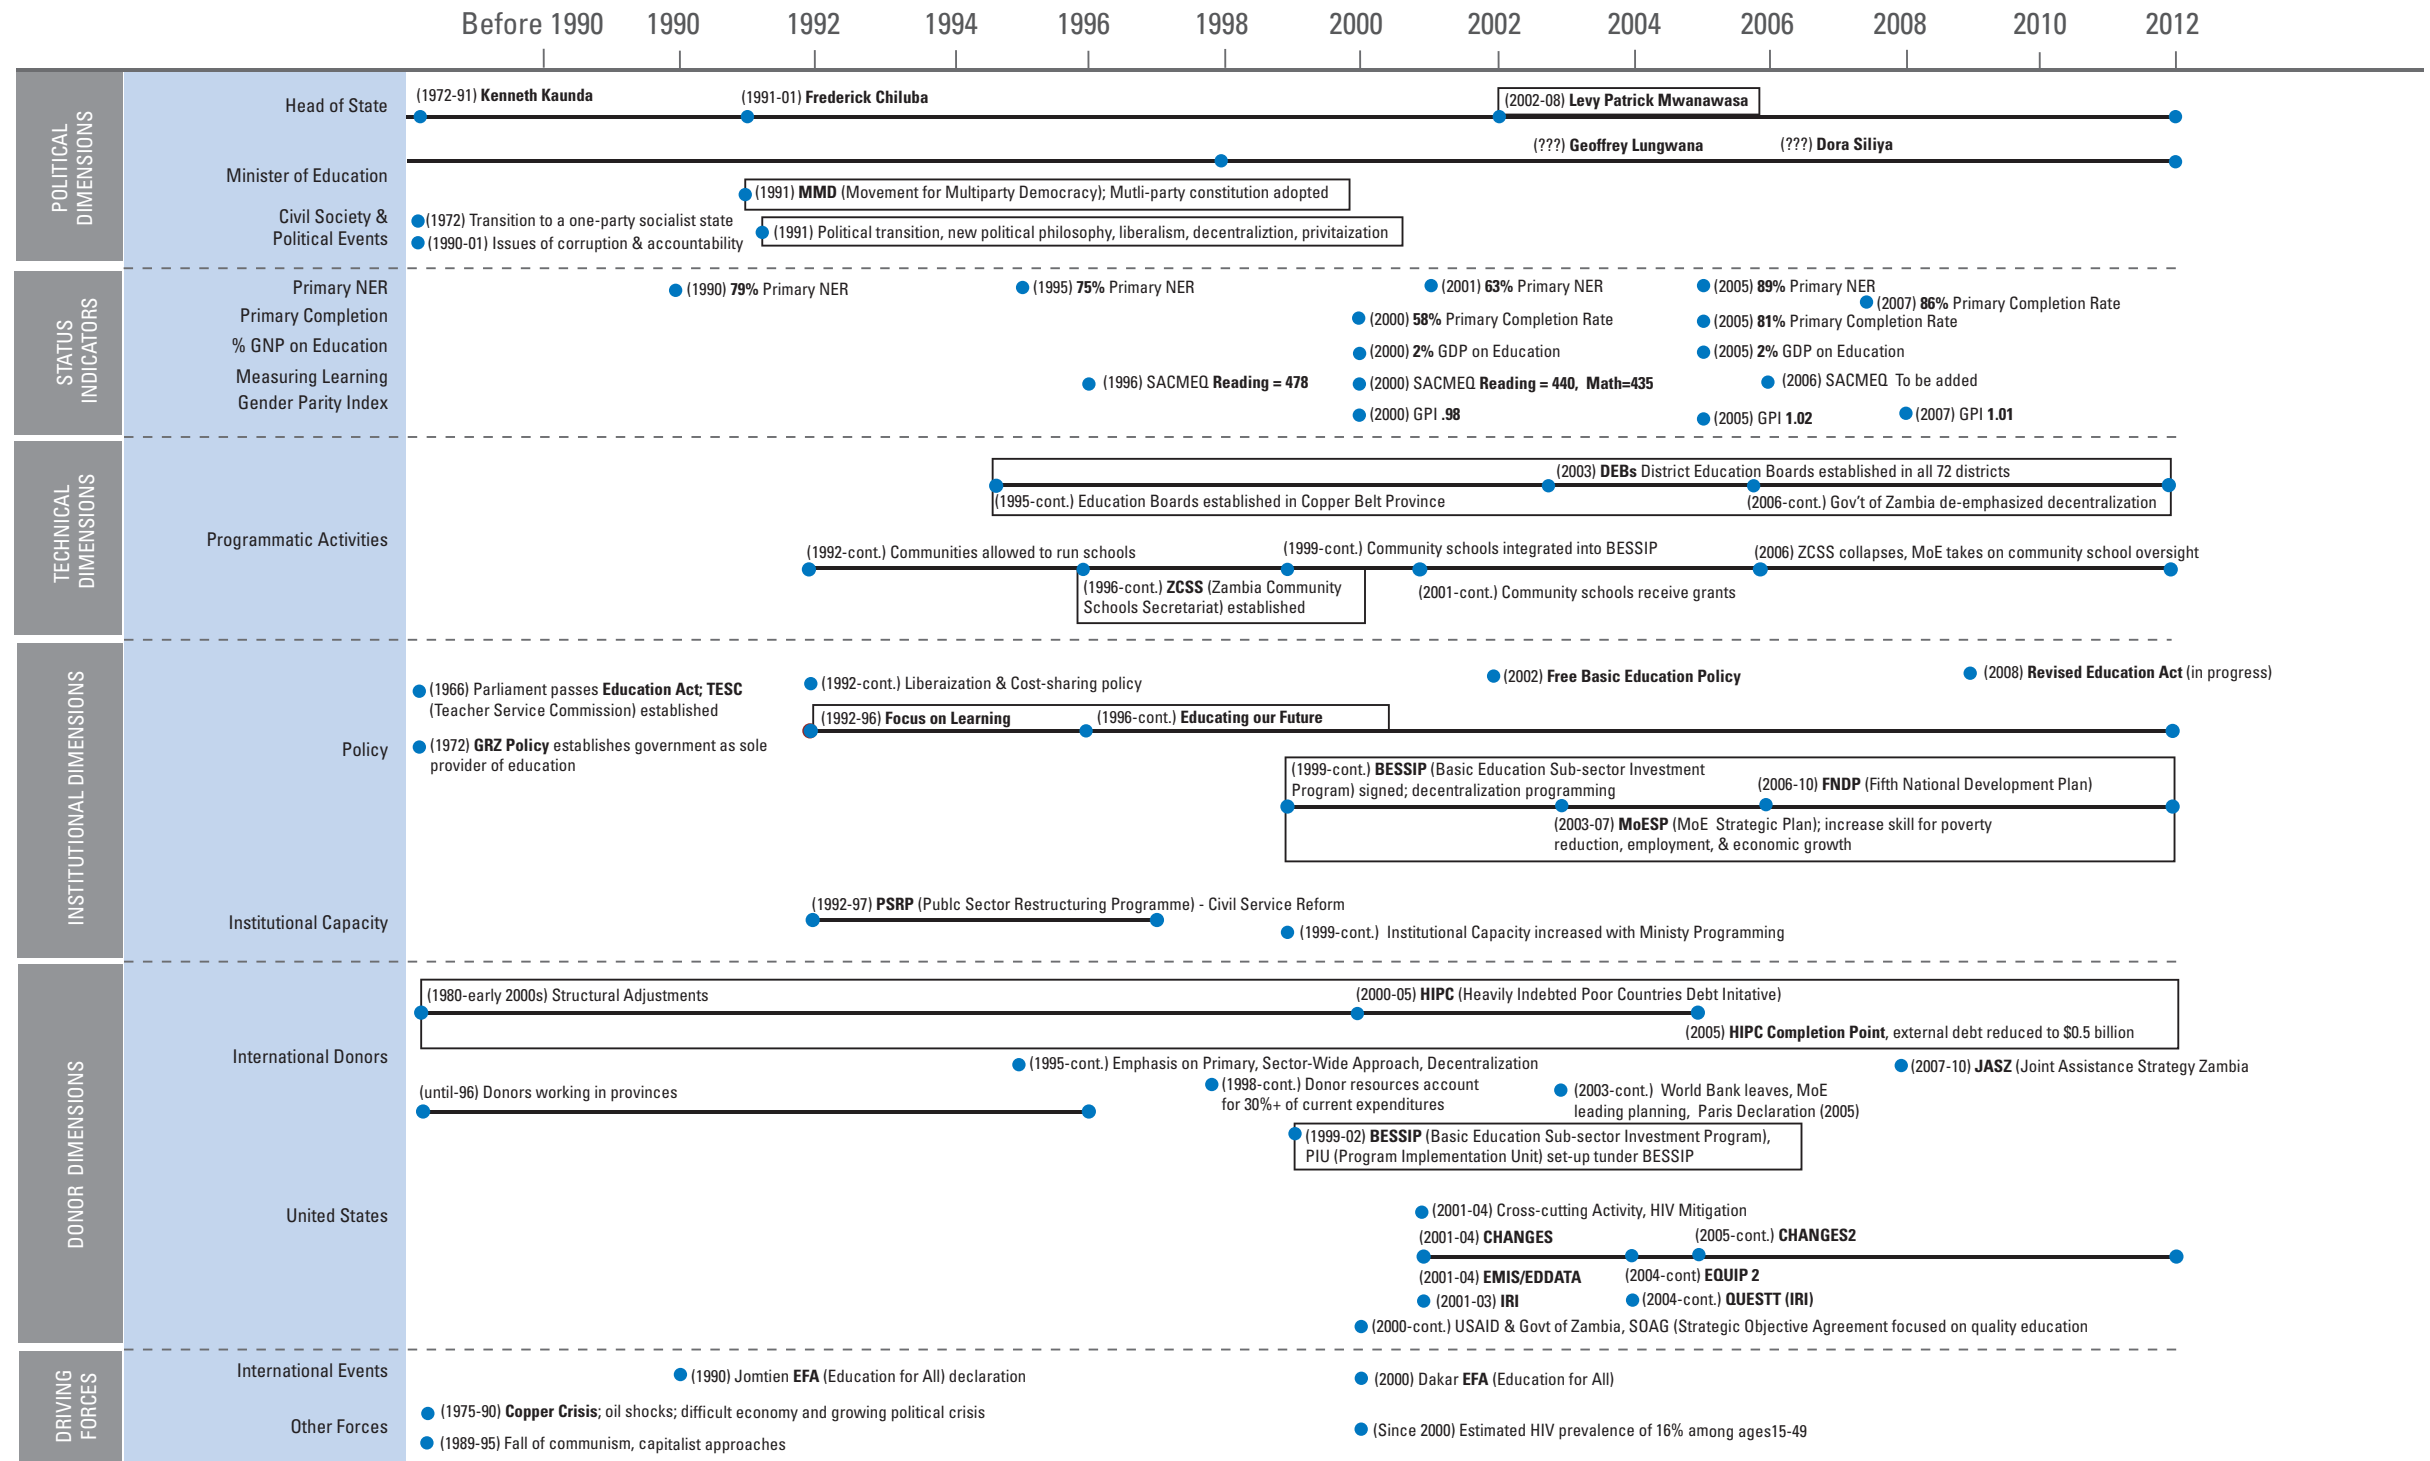 Before 1990 1990 1992 1994 1996 1998 2000 2002 2004 2006 2008 2010 2012
POLITICAL
DIMENSIONS
Head of State
(1972-91) Kenneth Kaunda
(1991-01) Frederick Chiluba
(2002-08) Levy Patrick Mwanawasa
Minister of Education
(???) Geoffrey Lungwana
(???) Dora Siliya
Civil Society &
Political Events
(1991) MMD (Movement for Multiparty Democracy); Mutli-party constitution adopted
(1972) Transition to a one-party socialist state
(1990-01) Issues of corruption & accountability
(1991) Political transition, new political philosophy, liberalism, decentraliztion, privitaization
STATUS
INDICATORS
Primary NER
(1990) 79% Primary NER
(1995) 75% Primary NER
(2001) 63% Primary NER
(2005) 89% Primary NER
Primary Completion
(2007) 86% Primary Completion Rate
(2000) 58% Primary Completion Rate
(2005) 81% Primary Completion Rate
% GNP on Education
(2000) 2% GDP on Education
(2005) 2% GDP on Education
Measuring Learning
(1996) SACMEQ Reading = 478
(2000) SACMEQ Reading = 440, Math=435
(2006) SACMEQ To be added
Gender Parity Index
(2000) GPI .98
(2005) GPI 1.02
(2007) GPI 1.01
TECHNICAL
DIMENSIONS
Programmatic Activities
(2003) DEBs District Education Boards established in all 72 districts
(1995-cont.) Education Boards established in Copper Belt Province
(2006-cont.) Gov't of Zambia de-emphasized decentralization
(1992-cont.) Communities allowed to run schools
(1999-cont.) Community schools integrated into BESSIP
(2006) ZCSS collapses, MoE takes on community school oversight
(1996-cont.) ZCSS (Zambia Community
Schools Secretariat) established
(2001-cont.) Community schools receive grants
INSTITUTIONAL DIMENSIONS
Policy
(1966) Parliament passes Education Act; TESC
(Teacher Service Commission) established
(1972) GRZ Policy establishes government as sole
provider of education
(1992-cont.) Liberaization & Cost-sharing policy
(2002) Free Basic Education Policy
(2008) Revised Education Act (in progress)
(1992-96) Focus on Learning
(1996-cont.) Educating our Future
(1999-cont.) BESSIP (Basic Education Sub-sector Investment
Program) signed; decentralization programming
(2006-10) FNDP (Fifth National Development Plan)
(2003-07) MoESP (MoE Strategic Plan); increase skill for poverty
reduction, employment, & economic growth
Institutional Capacity
(1992-97) PSRP (Publc Sector Restructuring Programme) - Civil Service Reform
(1999-cont.) Institutional Capacity increased with Ministy Programming
DONOR DIMENSIONS
International Donors
(1980-early 2000s) Structural Adjustments
(2000-05) HIPC (Heavily Indebted Poor Countries Debt Initative)
(2005) HIPC Completion Point, external debt reduced to $0.5 billion
(1995-cont.) Emphasis on Primary, Sector-Wide Approach, Decentralization
(2007-10) JASZ (Joint Assistance Strategy Zambia
(until-96) Donors working in provinces
(1998-cont.) Donor resources account
for 30%+ of current expenditures
(2003-cont.) World Bank leaves, MoE
leading planning, Paris Declaration (2005)
(1999-02) BESSIP (Basic Education Sub-sector Investment Program),
PIU (Program Implementation Unit) set-up tunder BESSIP
United States
(2001-04) Cross-cutting Activity, HIV Mitigation
(2001-04) CHANGES
(2005-cont.) CHANGES2
(2001-04) EMIS/EDDATA
(2004-cont) EQUIP 2
(2001-03) IRI
(2004-cont.) QUESTT (IRI)
(2000-cont.) USAID & Govt of Zambia, SOAG (Strategic Objective Agreement focused on quality education
DRIVING
FORCES
International Events
(1990) Jomtien EFA (Education for All) declaration
(2000) Dakar EFA (Education for All)
Other Forces
(1975-90) Copper Crisis; oil shocks; difficult economy and growing political crisis
(1989-95) Fall of communism, capitalist approaches
(Since 2000) Estimated HIV prevalence of 16% among ages15-49